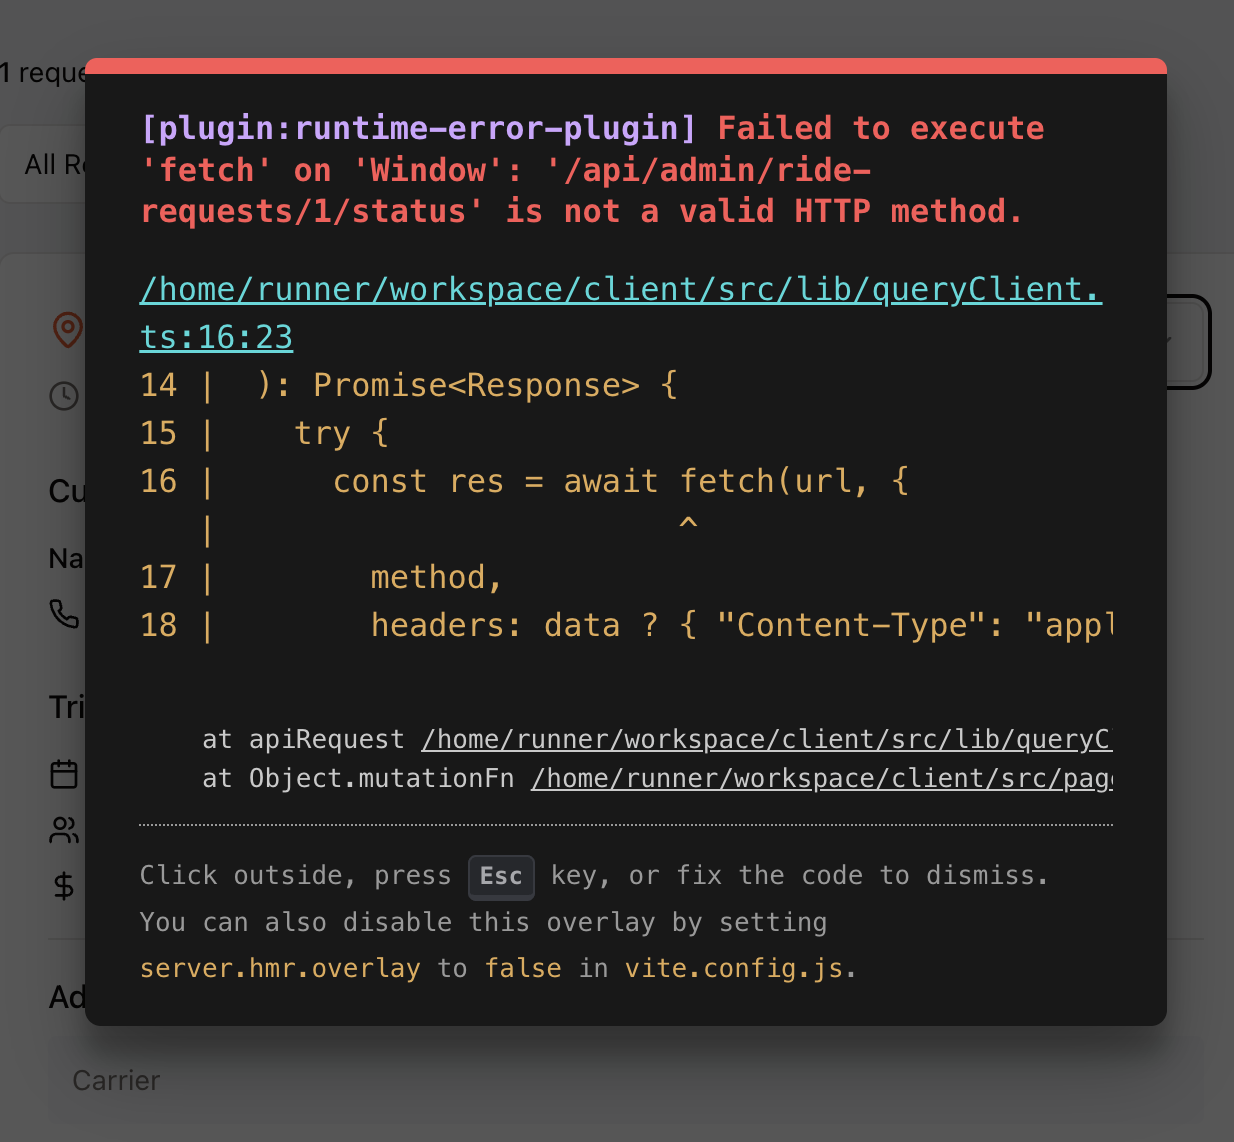 1 reque
All Re
[plugin:runtime-error-plugin] Failed to execute
'fetch' on 'Window': '/api/admin/ride-
requests/1/status' is not a valid HTTP method.
/home/runner/workspace/client/src/lib/queryClient.
ts:16:23
14 |  ): Promise<Response> {
15 |    try {
16 |      const res = await fetch(url, {
   |                        ^
17 |        method,
18 |        headers: data ? { "Content-Type": "appl
Cu
Na
Tri
at apiRequest /home/runner/workspace/client/src/lib/queryC
at Object.mutationFn /home/runner/workspace/client/src/page
Click outside, press Esc key, or fix the code to dismiss.
You can also disable this overlay by setting
server.hmr.overlay to false in vite.config.js.
Ad
Carrier